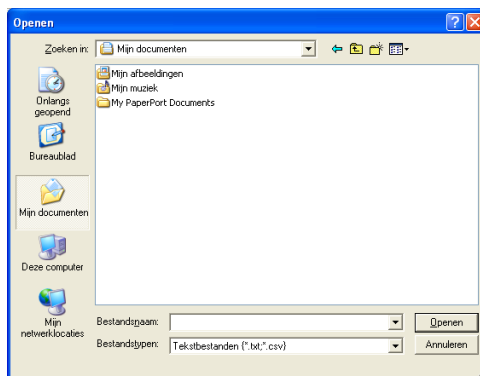 Openen
Zoeken in:
Mijn documenten
Mijn afbeeldingen
Mijn muziek
My PaperPort Documents
Onlangs
geopend
Bureaublad
Mijn documenten
Deze computer
Mijn
netwerklocaties
Bestandsnaam:
Openen
Bestandstypen:
Tekstbestanden (*.txt;*.csv)
Annuleren